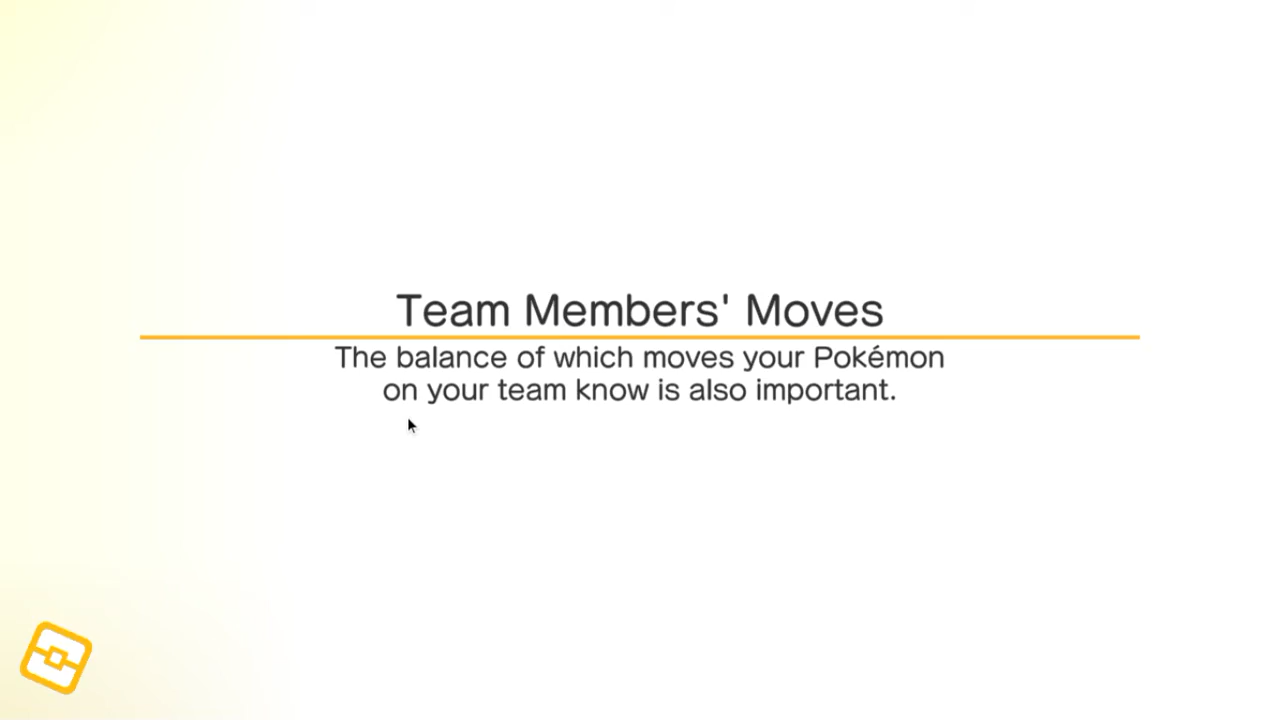 Team Members' Moves
The balance of which moves your Pokémon
on your team know is also important.